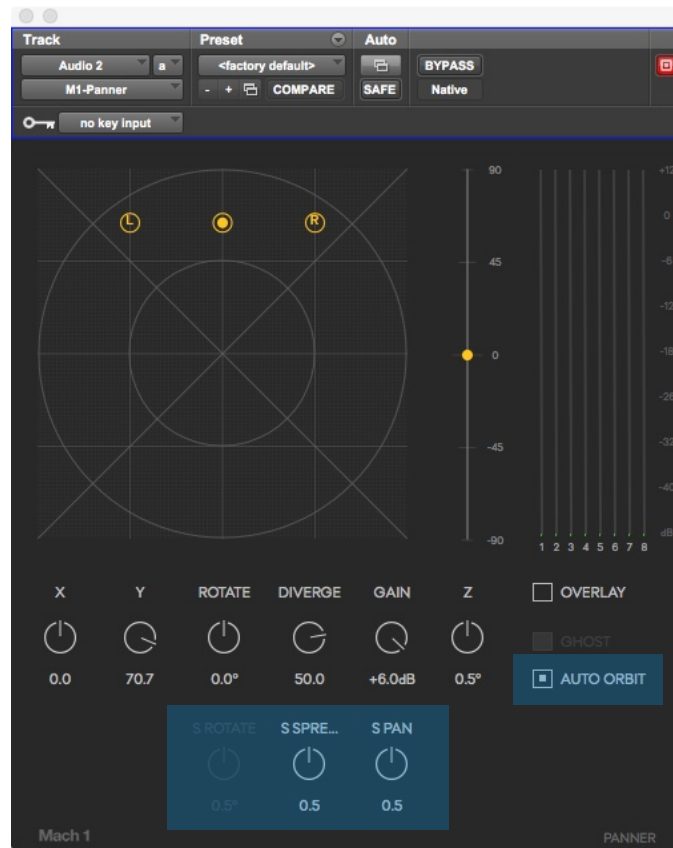 Track Preset Auto
Audio 2 a <factory default> BYPASS
M1-Panner - + COMPARE SAFE Native
no key input
90 +12
L R 0
45 -6
-12
0 -18
-26
-45 -32
-40
-90 dB
1 2 3 4 5 6 7 8
X Y ROTATE DIVERGE GAIN Z OVERLAY
GHOST
0.0 70.7 0.0° 50.0 +6.0dB 0.5° AUTO ORBIT
S ROTATE S SPRE... S PAN
0.5° 0.5 0.5
Mach 1 PANNER